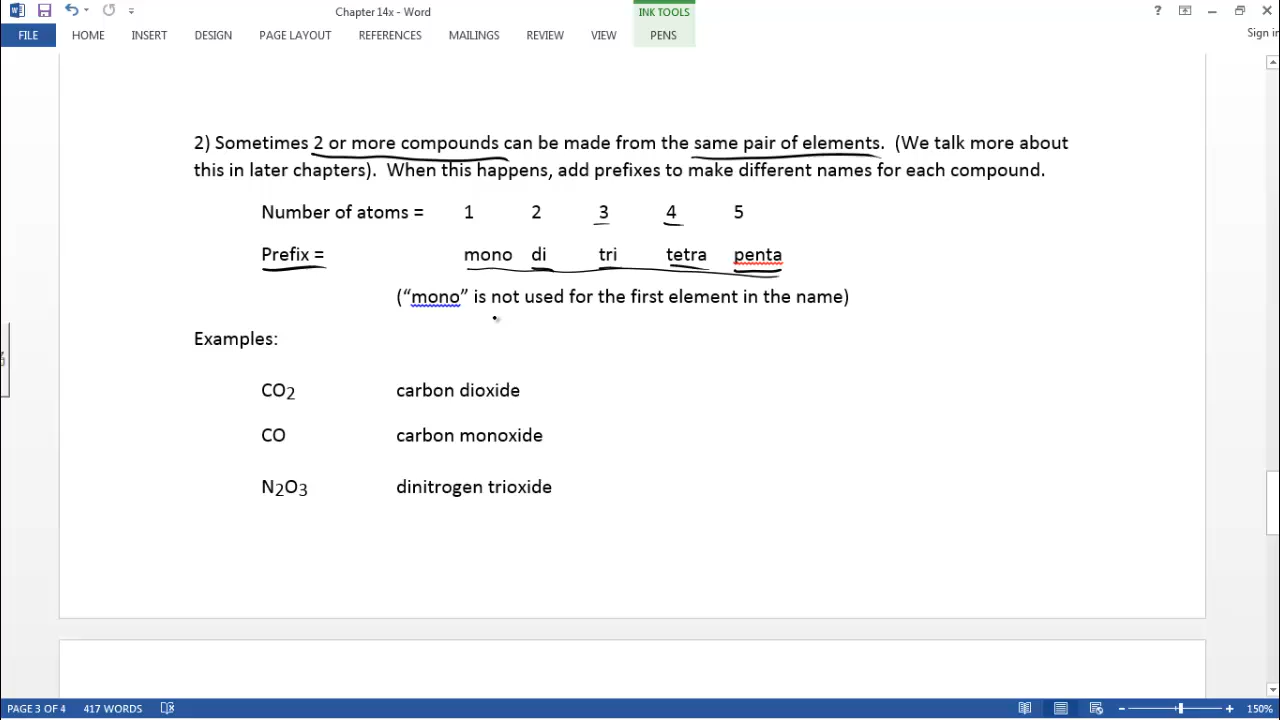 Chapter 14x - Word
INK TOOLS
?
Sign in
FILE HOME INSERT DESIGN PAGE LAYOUT REFERENCES MAILINGS REVIEW VIEW PENS
2) Sometimes 2 or more compounds can be made from the same pair of elements. (We talk more about
this in later chapters). When this happens, add prefixes to make different names for each compound.
Number of atoms = 1 2 3 4 5
Prefix = mono di tri tetra penta
("mono" is not used for the first element in the name)
Examples:
CO2 carbon dioxide
CO carbon monoxide
N2O3 dinitrogen trioxide
PAGE 3 OF 4 417 WORDS 150%